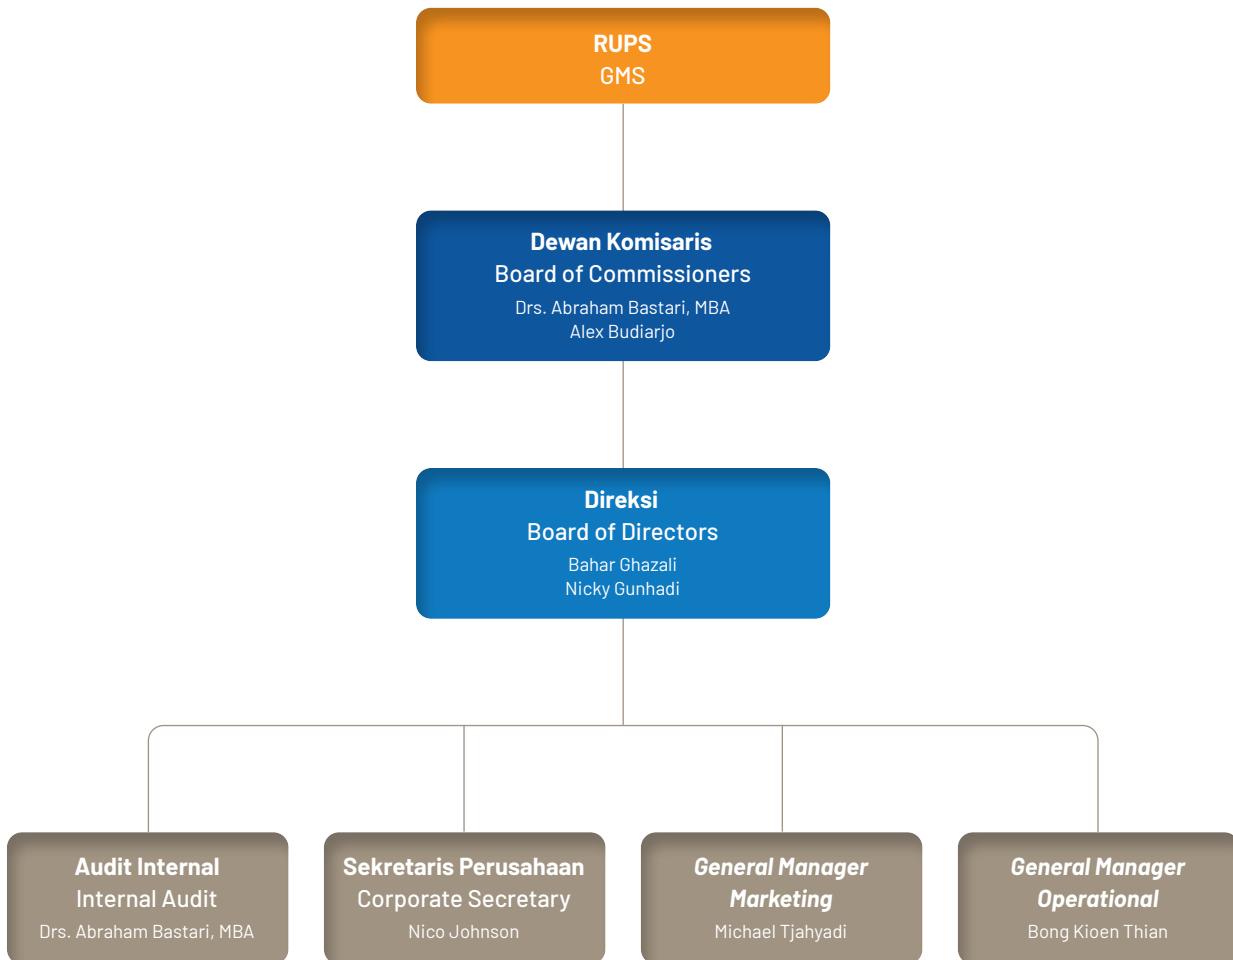 RUPS
GMS
Dewan Komisaris
Board of Commissioners
Drs. Abraham Bastari, MBA
Alex Budiarjo
Direksi
Board of Directors
Bahar Ghazali
Nicky Gunhadi
Audit Internal
Internal Audit
Drs. Abraham Bastari, MBA
Sekretaris Perusahaan
Corporate Secretary
Nico Johnson
General Manager
Marketing
Michael Tjahyadi
General Manager
Operational
Bong Kioen Thian